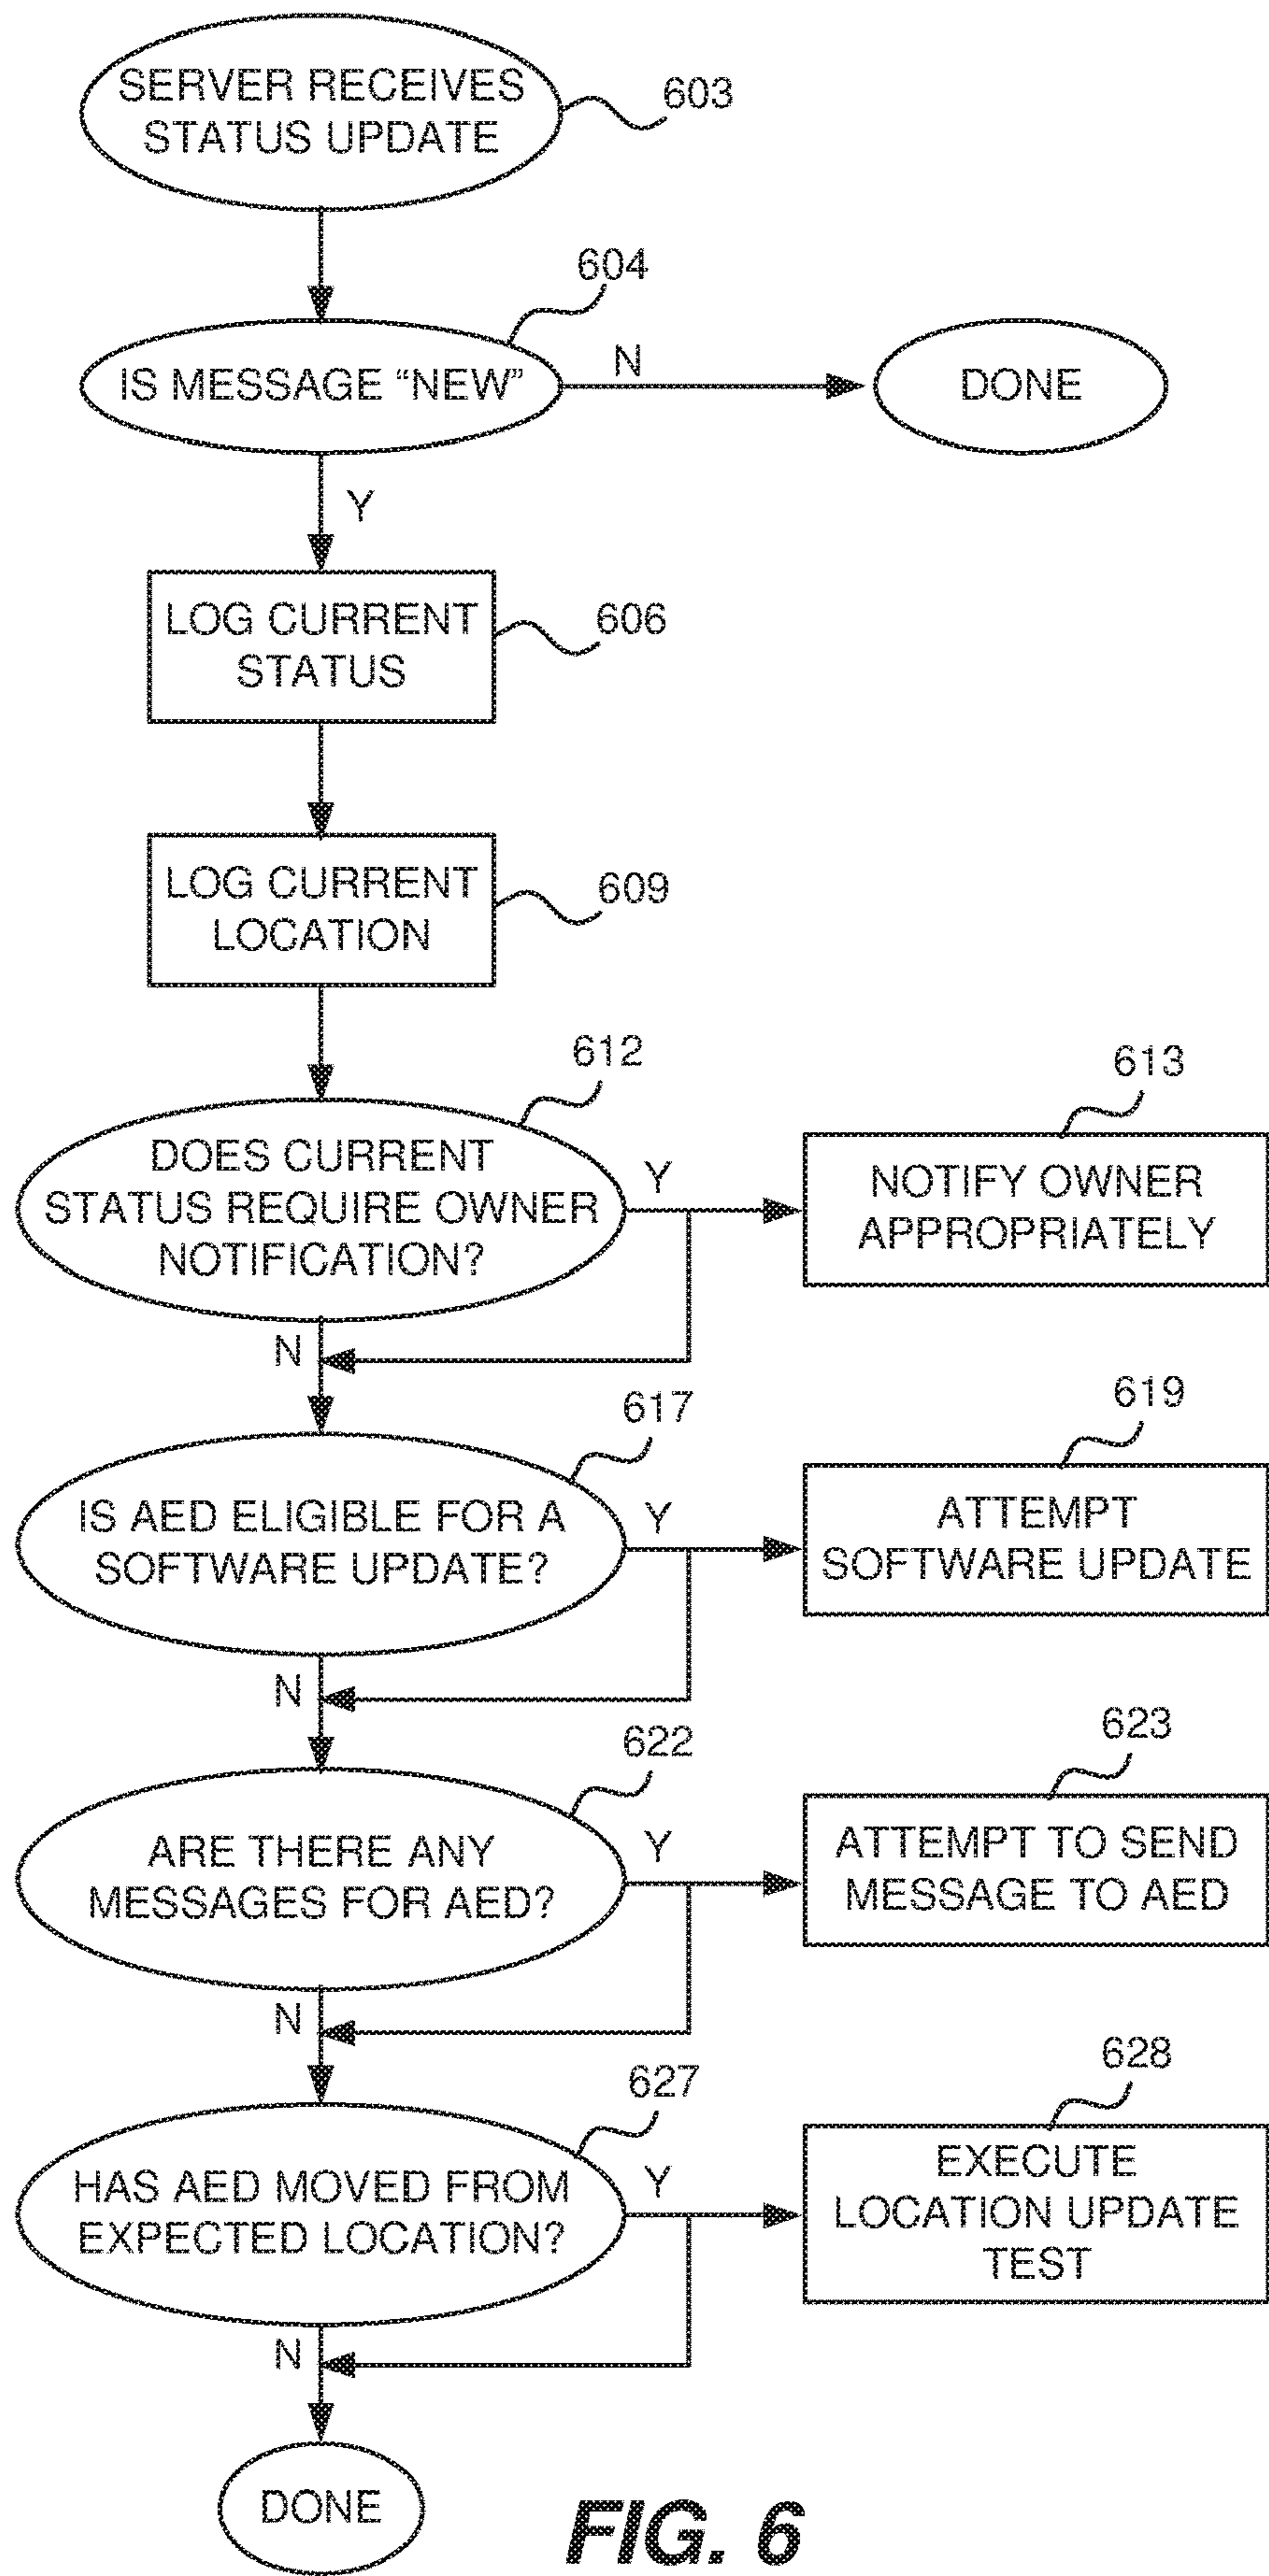 SERVER RECEIVES
STATUS UPDATE
603
604
IS MESSAGE “NEW”
N
DONE
Y
LOG CURRENT
STATUS
606
LOG CURRENT
LOCATION
609
612
DOES CURRENT
STATUS REQUIRE OWNER
NOTIFICATION?
Y
613
NOTIFY OWNER
APPROPRIATELY
N
617
IS AED ELIGIBLE FOR A
SOFTWARE UPDATE?
Y
619
ATTEMPT
SOFTWARE UPDATE
N
622
ARE THERE ANY
MESSAGES FOR AED?
Y
623
ATTEMPT TO SEND
MESSAGE TO AED
N
627
HAS AED MOVED FROM
EXPECTED LOCATION?
Y
628
EXECUTE
LOCATION UPDATE
TEST
N
DONE
FIG. 6